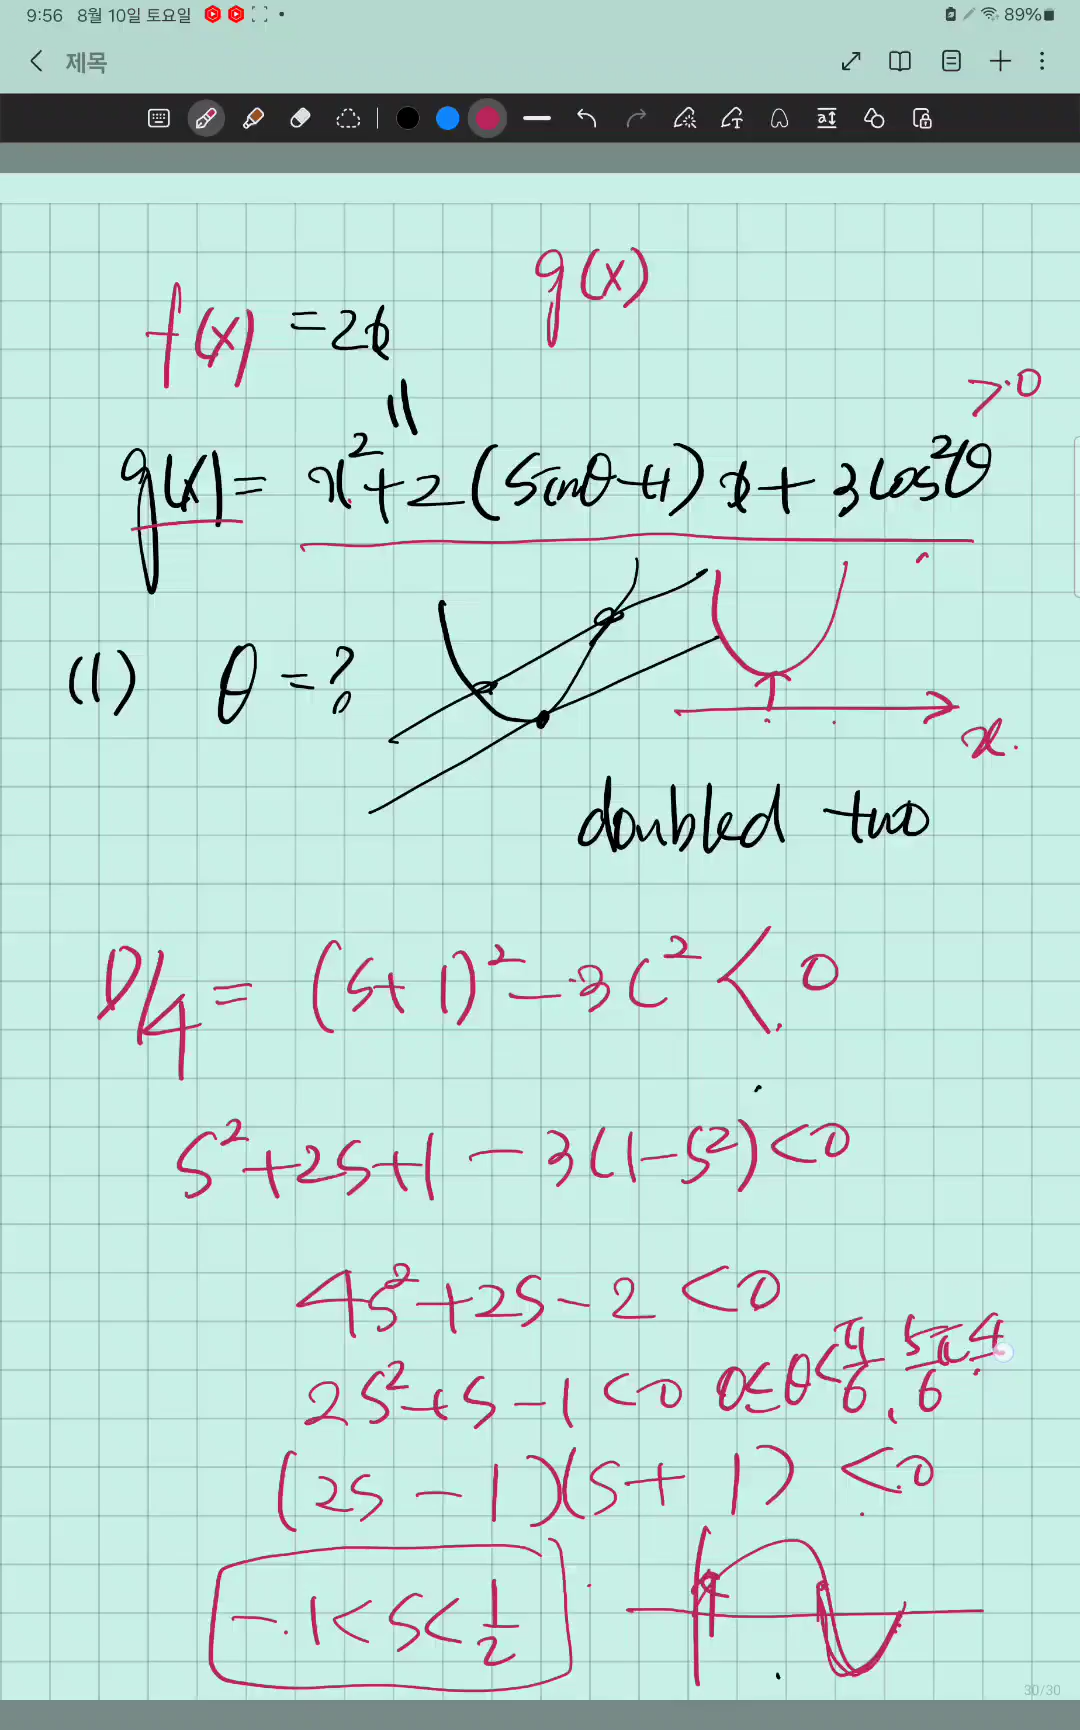 9:56 8월 10일 토요일 89%
제목
g(x)
f(x) = 2x
>0
g(x) = x²+2(sinθ+1)x+3cos²θ
(1) θ=?
x
doubled two
D/4 = (s+1)²-3c² < 0
s²+2s+1-3(1-s²)<0
4s²+2s-2<0
2s²+s-1<0 0≤θ<π/6, 5π/6
(2s-1)(s+1)<0
-1<s<1/2
30/30